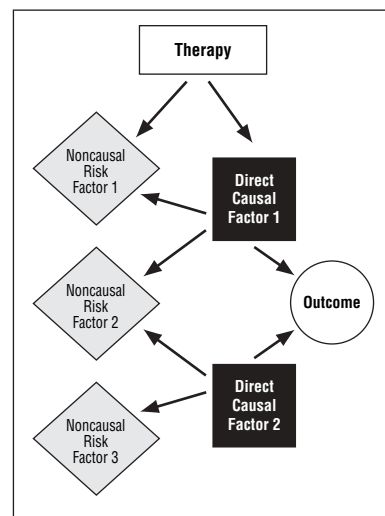 Therapy
Noncausal
Risk
Factor 1
Direct
Causal
Factor 1
Noncausal
Risk
Factor 2
Outcome
Direct
Causal
Factor 2
Noncausal
Risk
Factor 3